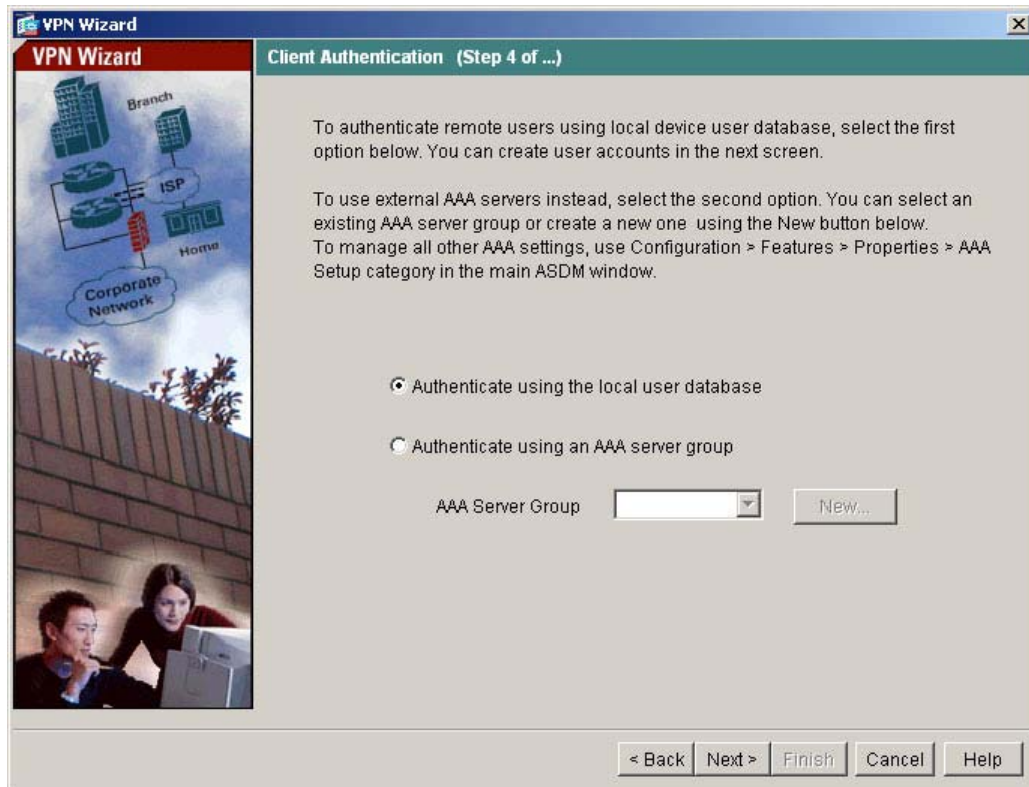 VPN Wizard
VPN Wizard
Client Authentication (Step 4 of ...)
Branch
ISP
Home
Corporate
Network
To authenticate remote users using local device user database, select the first
option below. You can create user accounts in the next screen.
To use external AAA servers instead, select the second option. You can select an
existing AAA server group or create a new one using the New button below.
To manage all other AAA settings, use Configuration > Features > Properties > AAA
Setup category in the main ASDM window.
Authenticate using the local user database
Authenticate using an AAA server group
AAA Server Group
New...
< Back
Next >
Finish
Cancel
Help